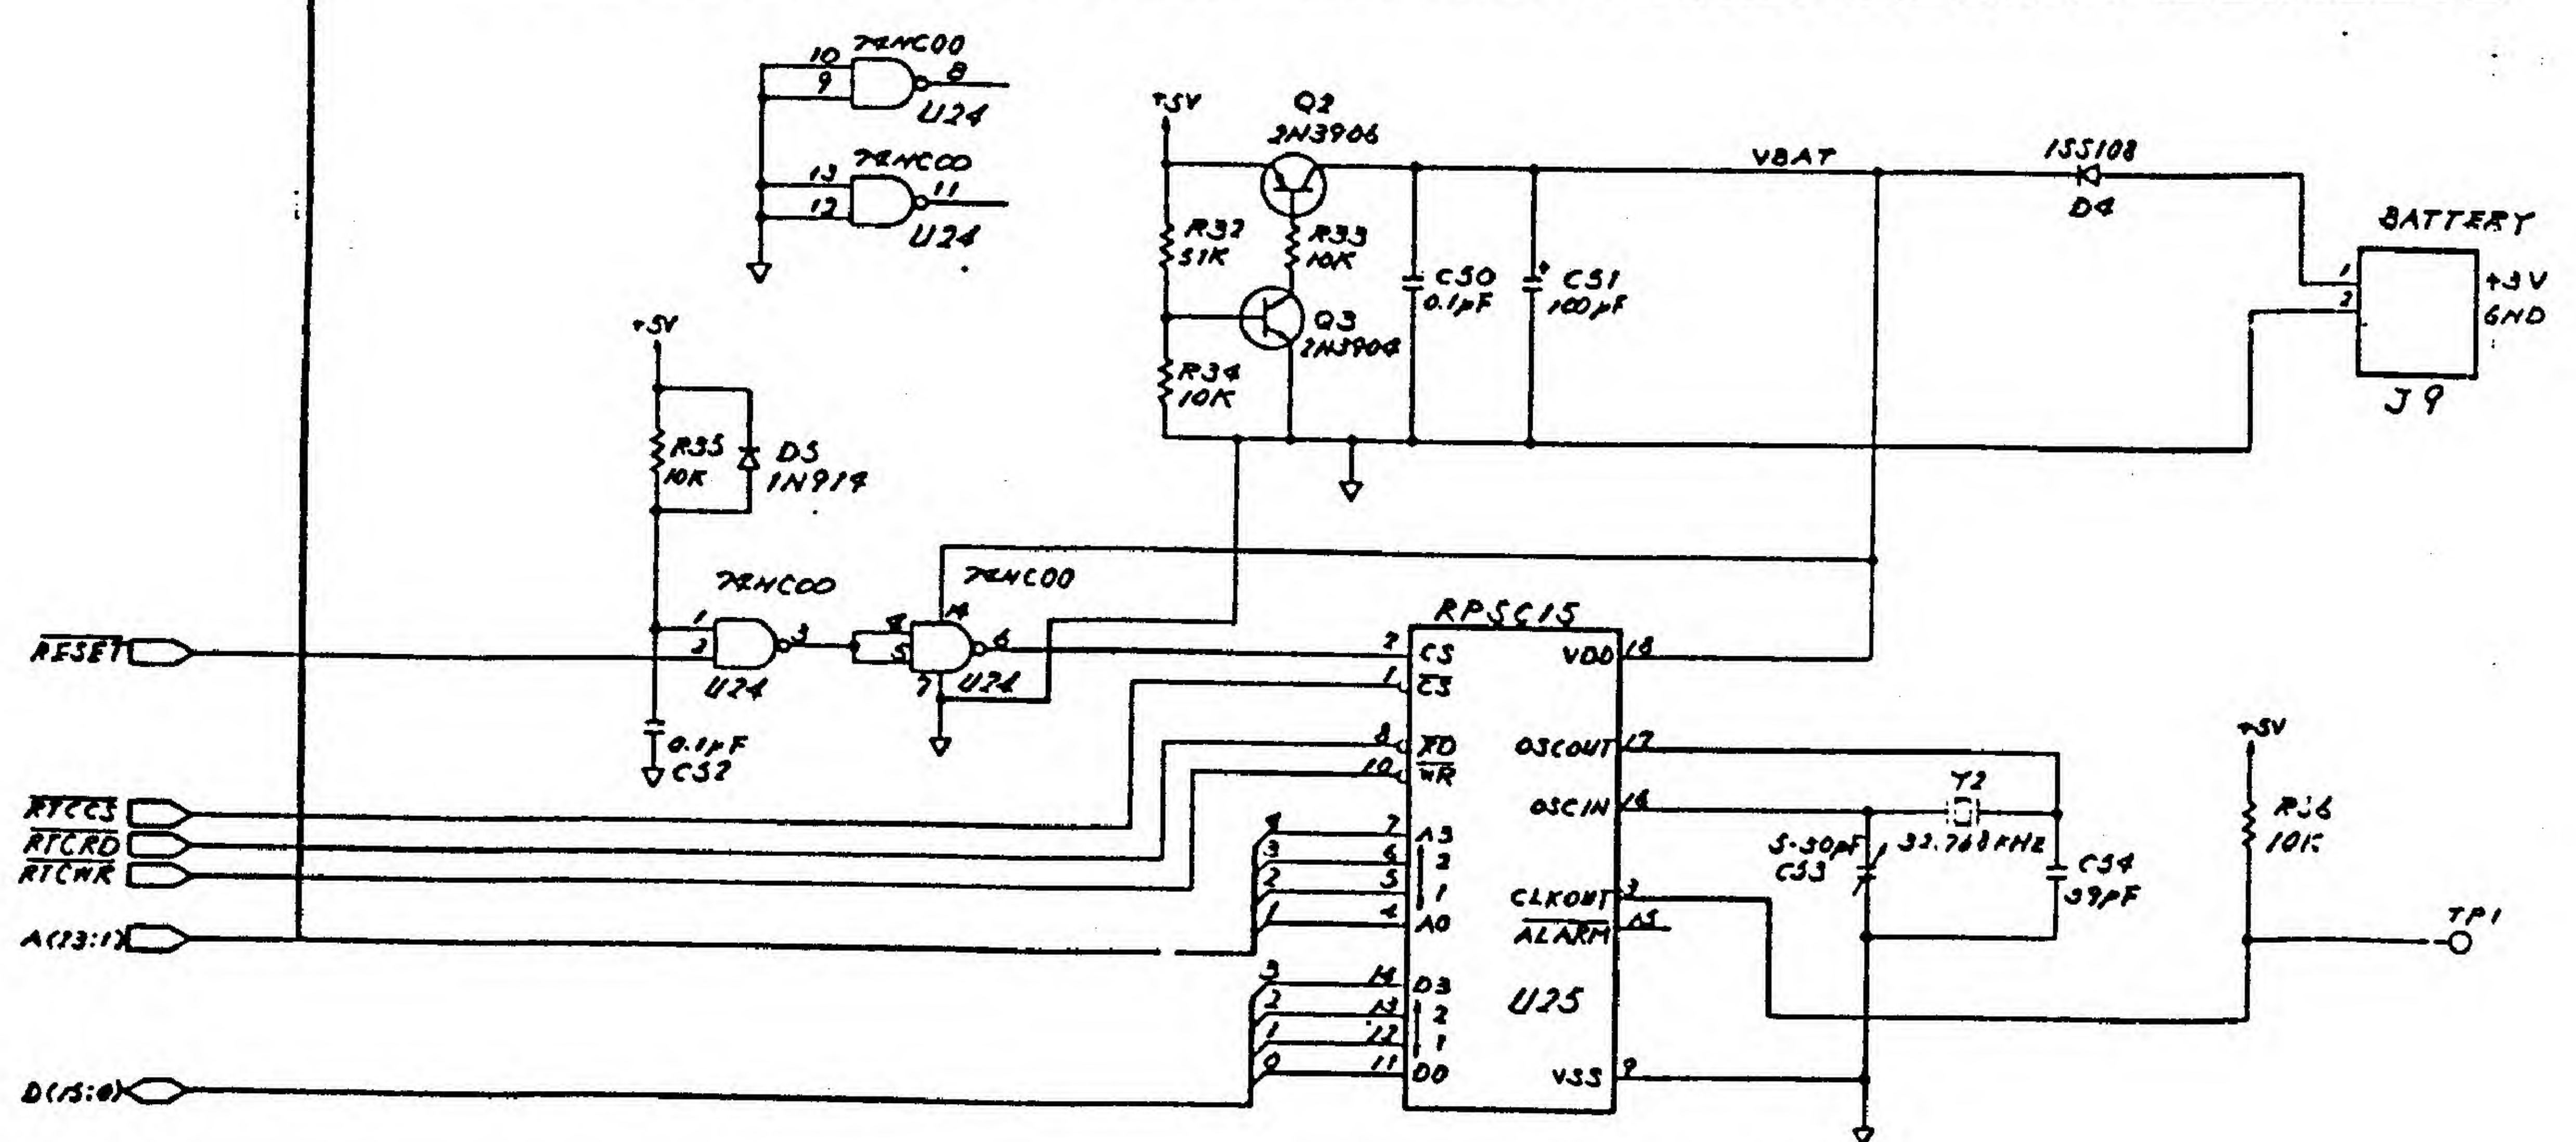 74HC00
10
9
8
U24
74HC00
13
12
11
U24
+5V
Q2
2N3906
VBAT
1SS108
D4
BATTERY
1
+3V
2
GND
J9
R32
51K
R33
10K
C50
0.1µF
+
C51
100µF
Q3
2N3904
R34
10K
+5V
R35
10K
D5
1N914
74HC00
74HC00
RESET
1
2
3
U24
4
5
14
6
7
U24
0.1µF
C52
RP5C15
2
CS
VDD
18
1
CS
8
RD
10
WR
OSCOUT
17
OSCIN
16
Y2
32.768KHZ
5-30pF
C53
C54
39pF
+5V
R36
10K
RTCCS
RTCRD
RTCWR
A(23:1)
4
7
A3
3
6
2
2
5
1
1
4
A0
CLKOUT
3
ALARM
15
TP1
3
14
D3
2
13
2
1
12
1
0
11
D0
U25
VSS
9
D(15:0)